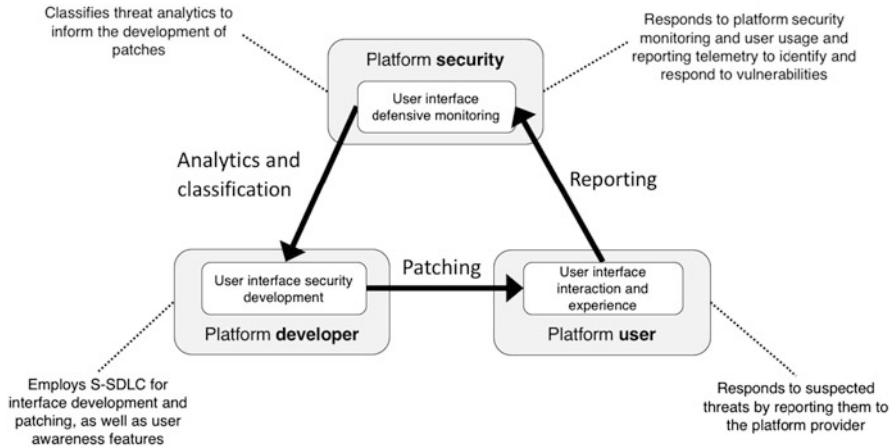 Classifies threat analytics to
inform the development of
patches
Responds to platform security
monitoring and user usage and
reporting telemetry to identify and
respond to vulnerabilities
Platform security
User interface
defensive monitoring
Analytics and
classification
Reporting
User interface security
development
Platform developer
Patching
User interface
interaction and
experience
Platform user
Employs S-SDLC for
interface development and
patching, as well as user
awareness features
Responds to suspected
threats by reporting them to
the platform provider